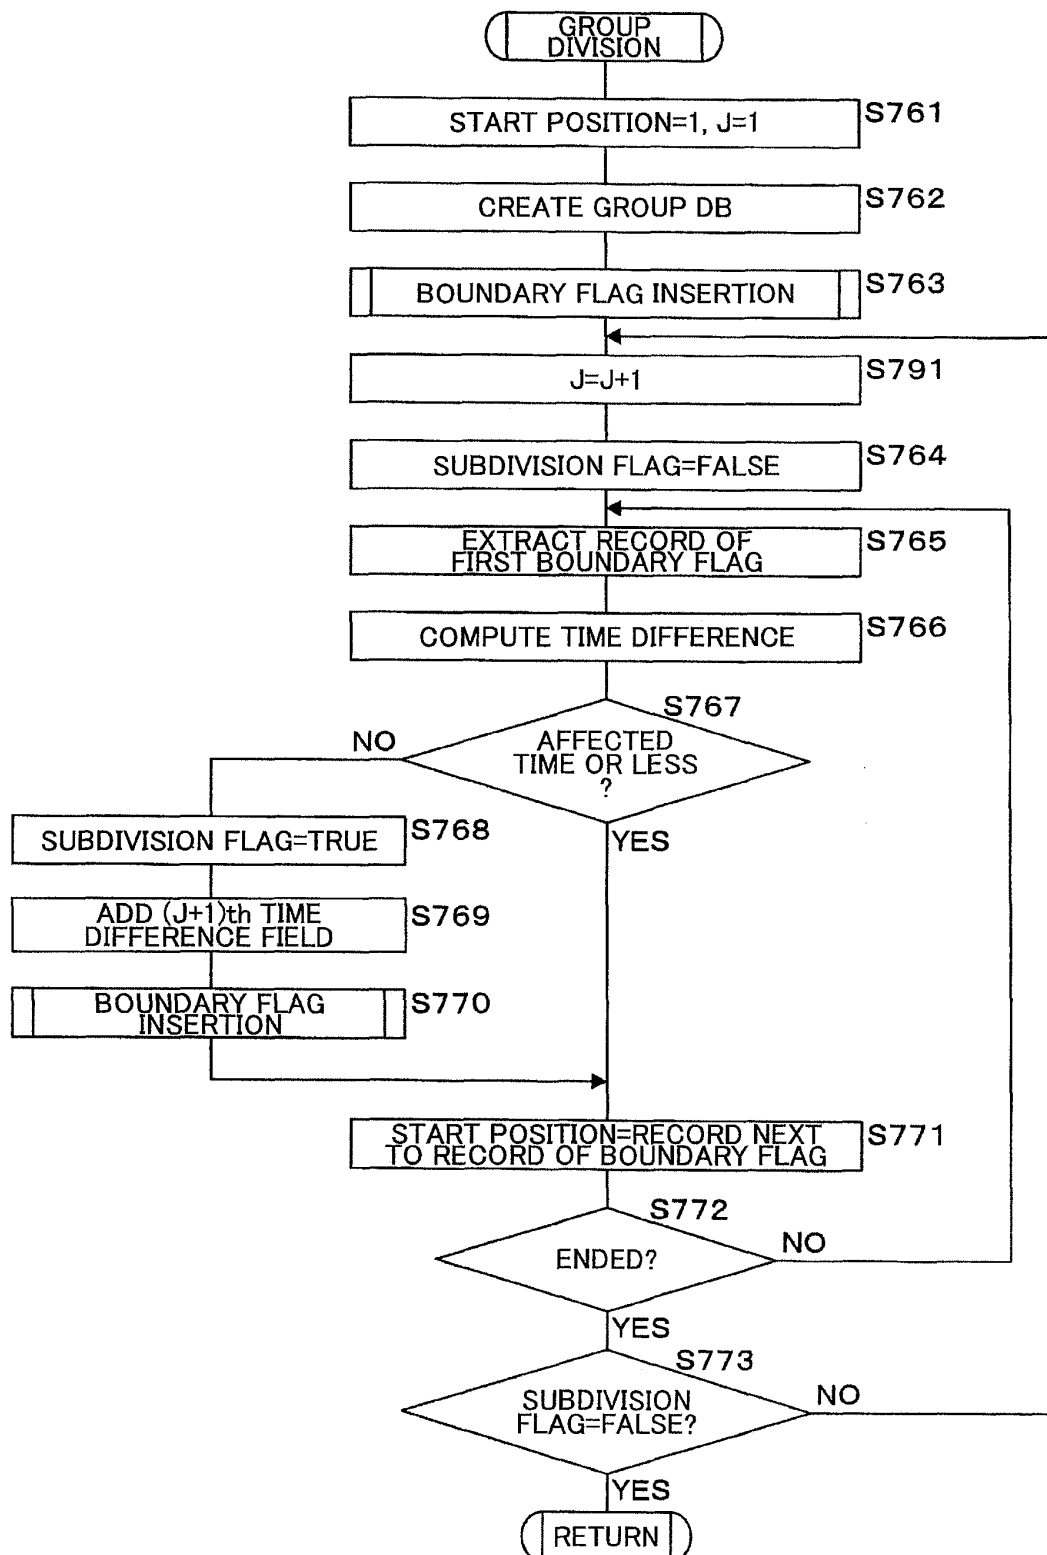 GROUP
DIVISION
START POSITION=1, J=1
S761
CREATE GROUP DB
S762
BOUNDARY FLAG INSERTION
S763
J=J+1
S791
SUBDIVISION FLAG=FALSE
S764
EXTRACT RECORD OF
FIRST BOUNDARY FLAG
S765
COMPUTE TIME DIFFERENCE
S766
S767
AFFECTED
TIME OR LESS
?
NO
YES
SUBDIVISION FLAG=TRUE
S768
ADD (J+1)th TIME
DIFFERENCE FIELD
S769
BOUNDARY FLAG
INSERTION
S770
START POSITION=RECORD NEXT
TO RECORD OF BOUNDARY FLAG
S771
S772
ENDED?
NO
YES
S773
SUBDIVISION
FLAG=FALSE?
NO
YES
RETURN